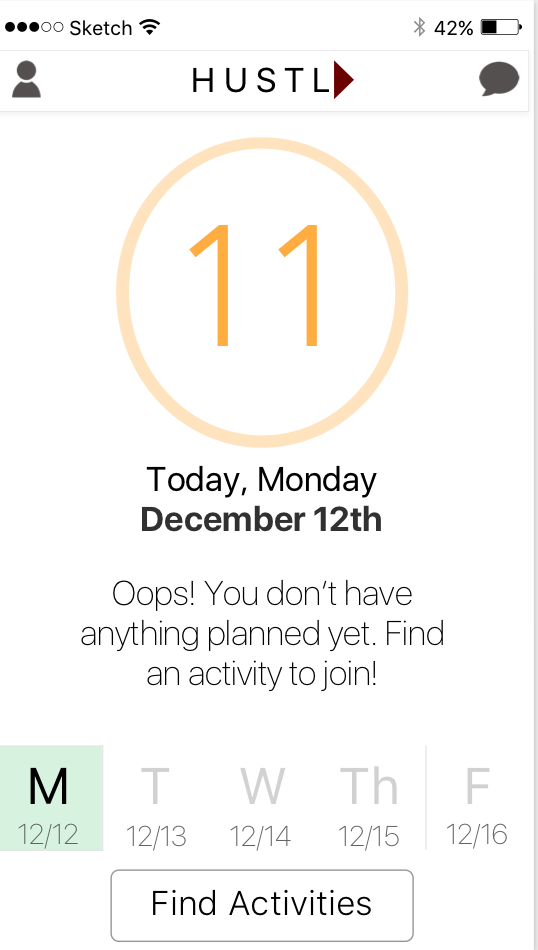 Sketch 42%
HUSTL
11
Today, Monday
December 12th
Oops! You don’t have
anything planned yet. Find
an activity to join!
M T W Th F
12/12 12/13 12/14 12/15 12/16
Find Activities